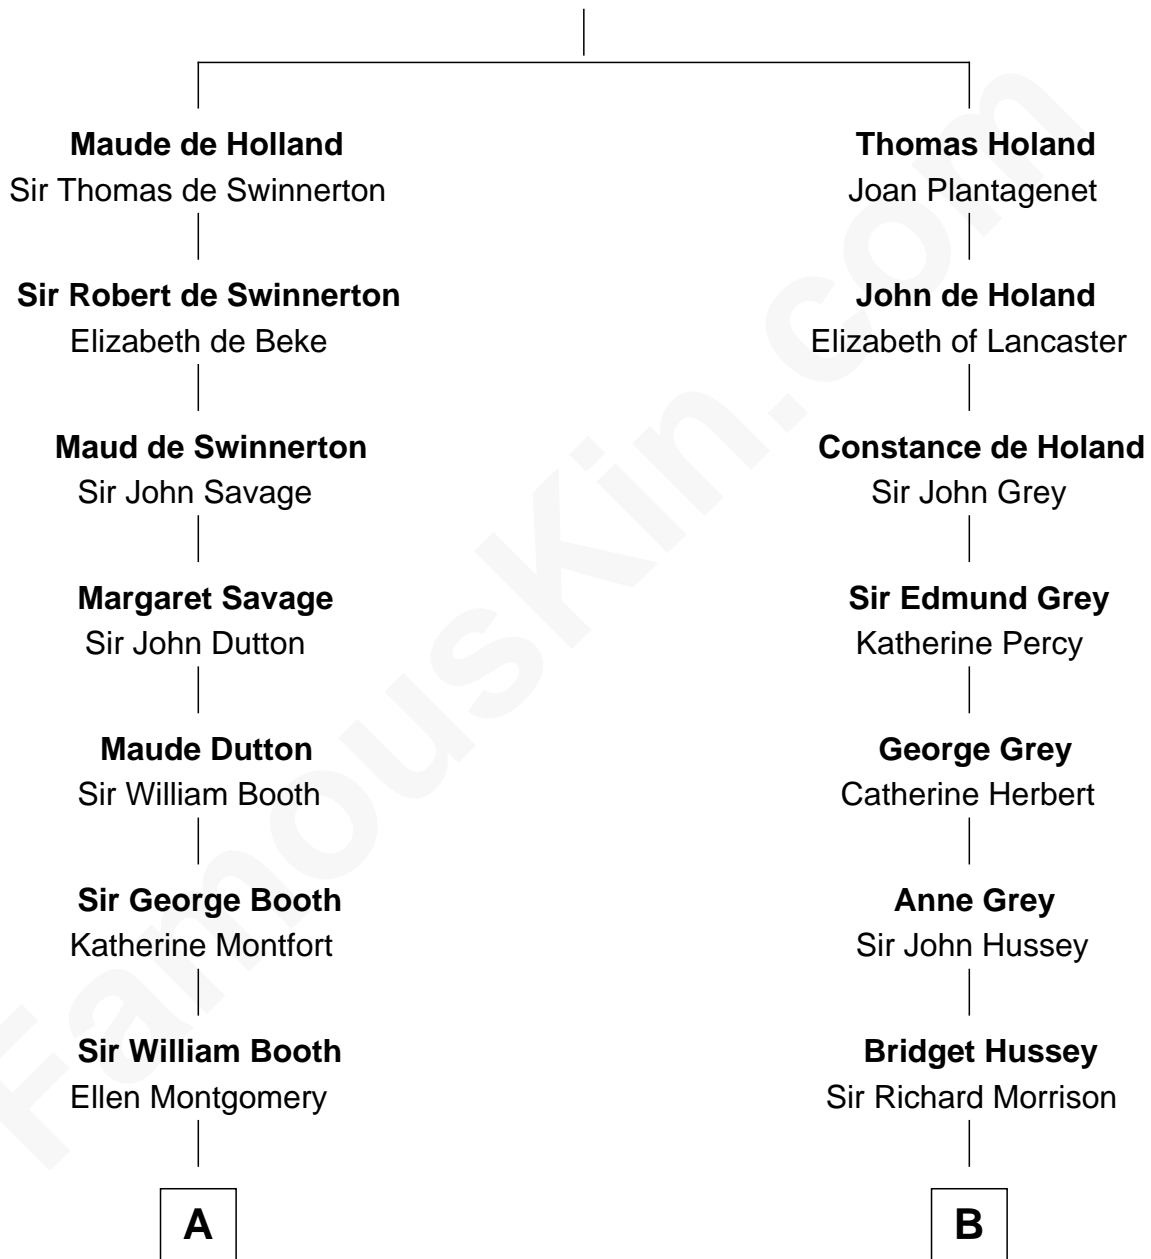 Maude de Holland
Sir Thomas de Swinnerton
Sir Robert de Swinnerton
Elizabeth de Beke
Maud de Swinnerton
Sir John Savage
Margaret Savage
Sir John Dutton
Maude Dutton
Sir William Booth
Sir George Booth
Katherine Montfort
Sir William Booth
Ellen Montgomery
A
Thomas Holand
Joan Plantagenet
John de Holand
Elizabeth of Lancaster
Constance de Holand
Sir John Grey
Sir Edmund Grey
Katherine Percy
George Grey
Catherine Herbert
Anne Grey
Sir John Hussey
Bridget Hussey
Sir Richard Morrison
B
FamousKin.com